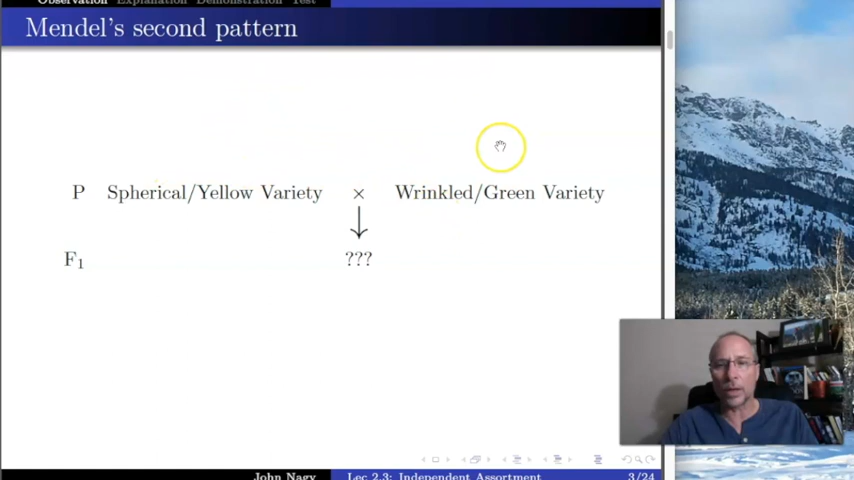 Observation Explanation Demonstration Test
Mendel's second pattern
P Spherical/Yellow Variety × Wrinkled/Green Variety
↓
F₁ ???
John Nagy Lec 2.3: Independent Assortment 3/24